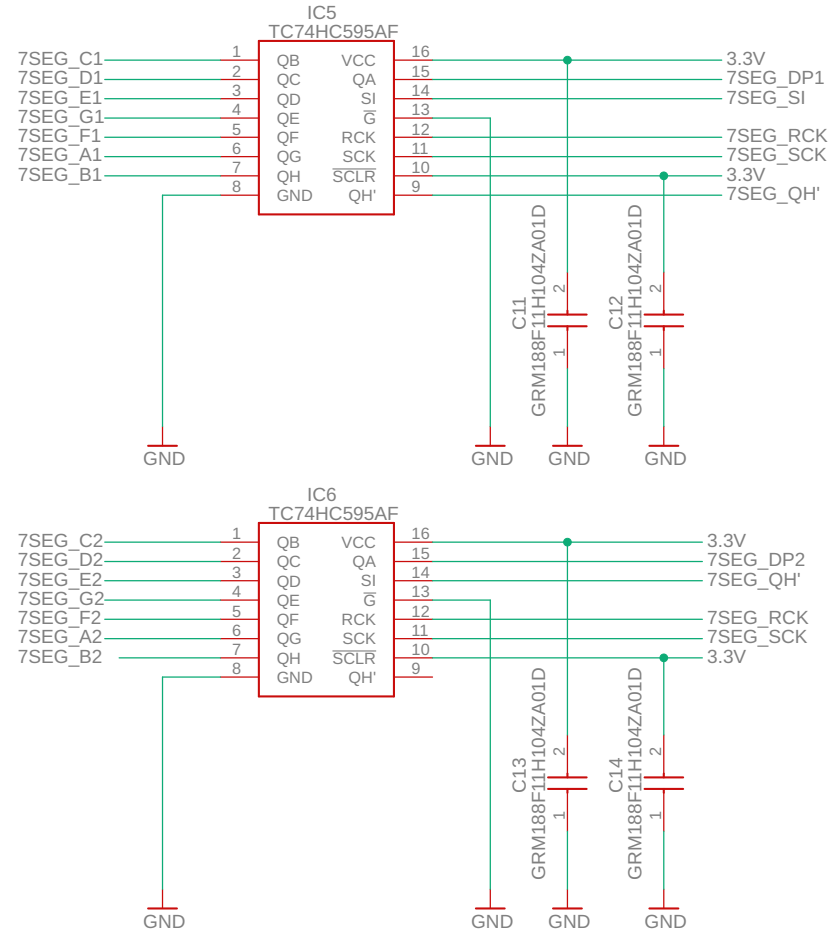 IC5
TC74HC595AF
7SEG_C1 1 QB VCC 16 3.3V
7SEG_D1 2 QC QA 15 7SEG_DP1
7SEG_E1 3 QD SI 14 7SEG_SI
7SEG_G1 4 QE G 13
7SEG_F1 5 QF RCK 12 7SEG_RCK
7SEG_A1 6 QG SCK 11 7SEG_SCK
7SEG_B1 7 QH SCLR 10 3.3V
8 GND QH' 9 7SEG_QH'
C11
GRM188F11H104ZA01D
2
1
C12
GRM188F11H104ZA01D
2
1
GND GND GND GND
IC6
TC74HC595AF
7SEG_C2 1 QB VCC 16 3.3V
7SEG_D2 2 QC QA 15 7SEG_DP2
7SEG_E2 3 QD SI 14 7SEG_QH'
7SEG_G2 4 QE G 13
7SEG_F2 5 QF RCK 12 7SEG_RCK
7SEG_A2 6 QG SCK 11 7SEG_SCK
7SEG_B2 7 QH SCLR 10 3.3V
8 GND QH' 9
C13
GRM188F11H104ZA01D
2
1
C14
GRM188F11H104ZA01D
2
1
GND GND GND GND